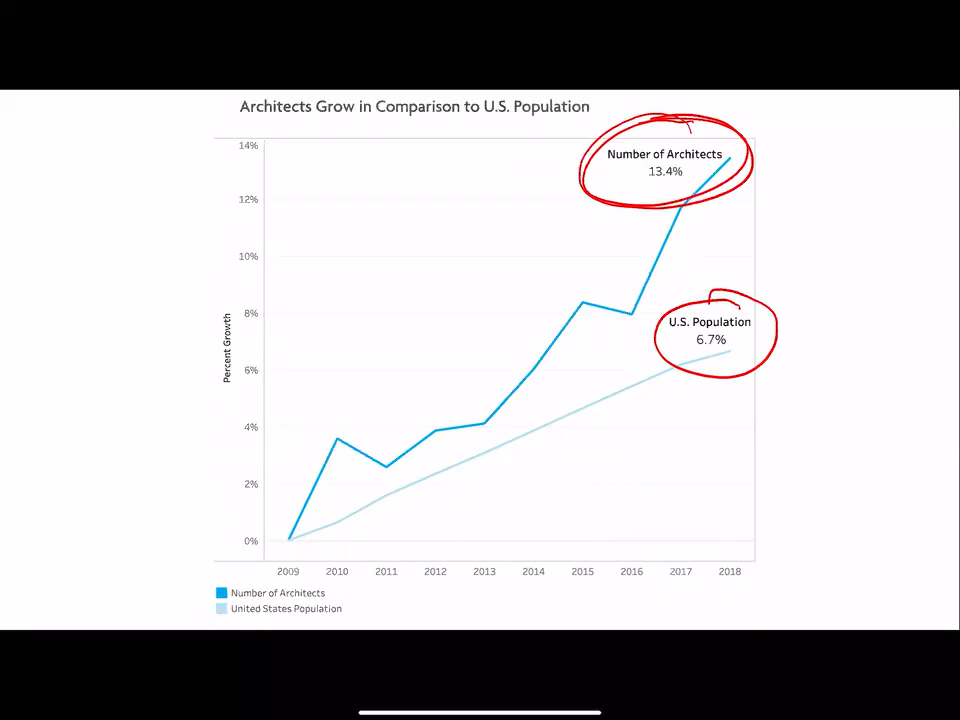 Architects Grow in Comparison to U.S. Population
14%
Number of Architects
13.4%
12%
10%
8%
U.S. Population
6.7%
Percent Growth
6%
4%
2%
0%
2009 2010 2011 2012 2013 2014 2015 2016 2017 2018
Number of Architects
United States Population